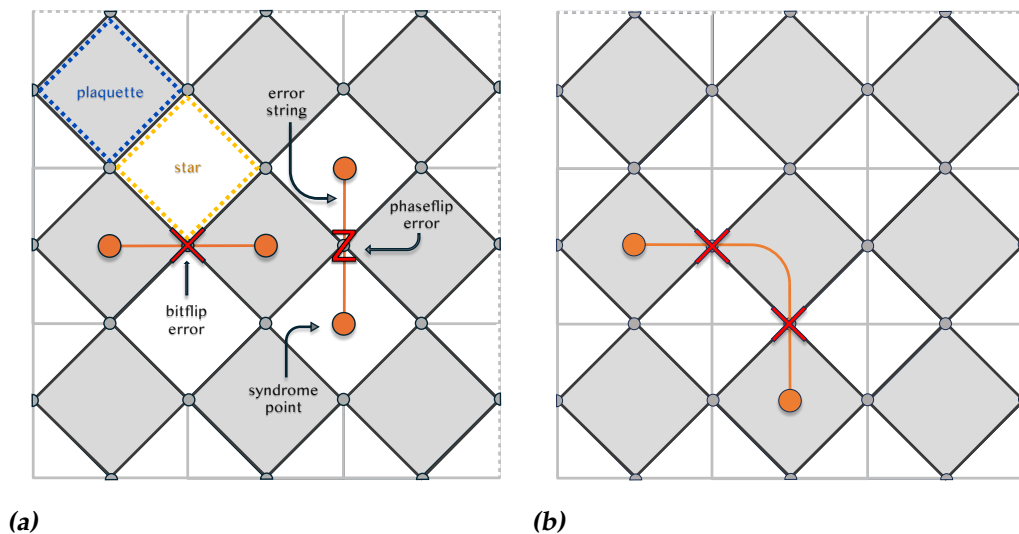 plaquette
error
string
star
phaseflip
error
Z
bitflip
error
syndrome
point
(a)
(b)